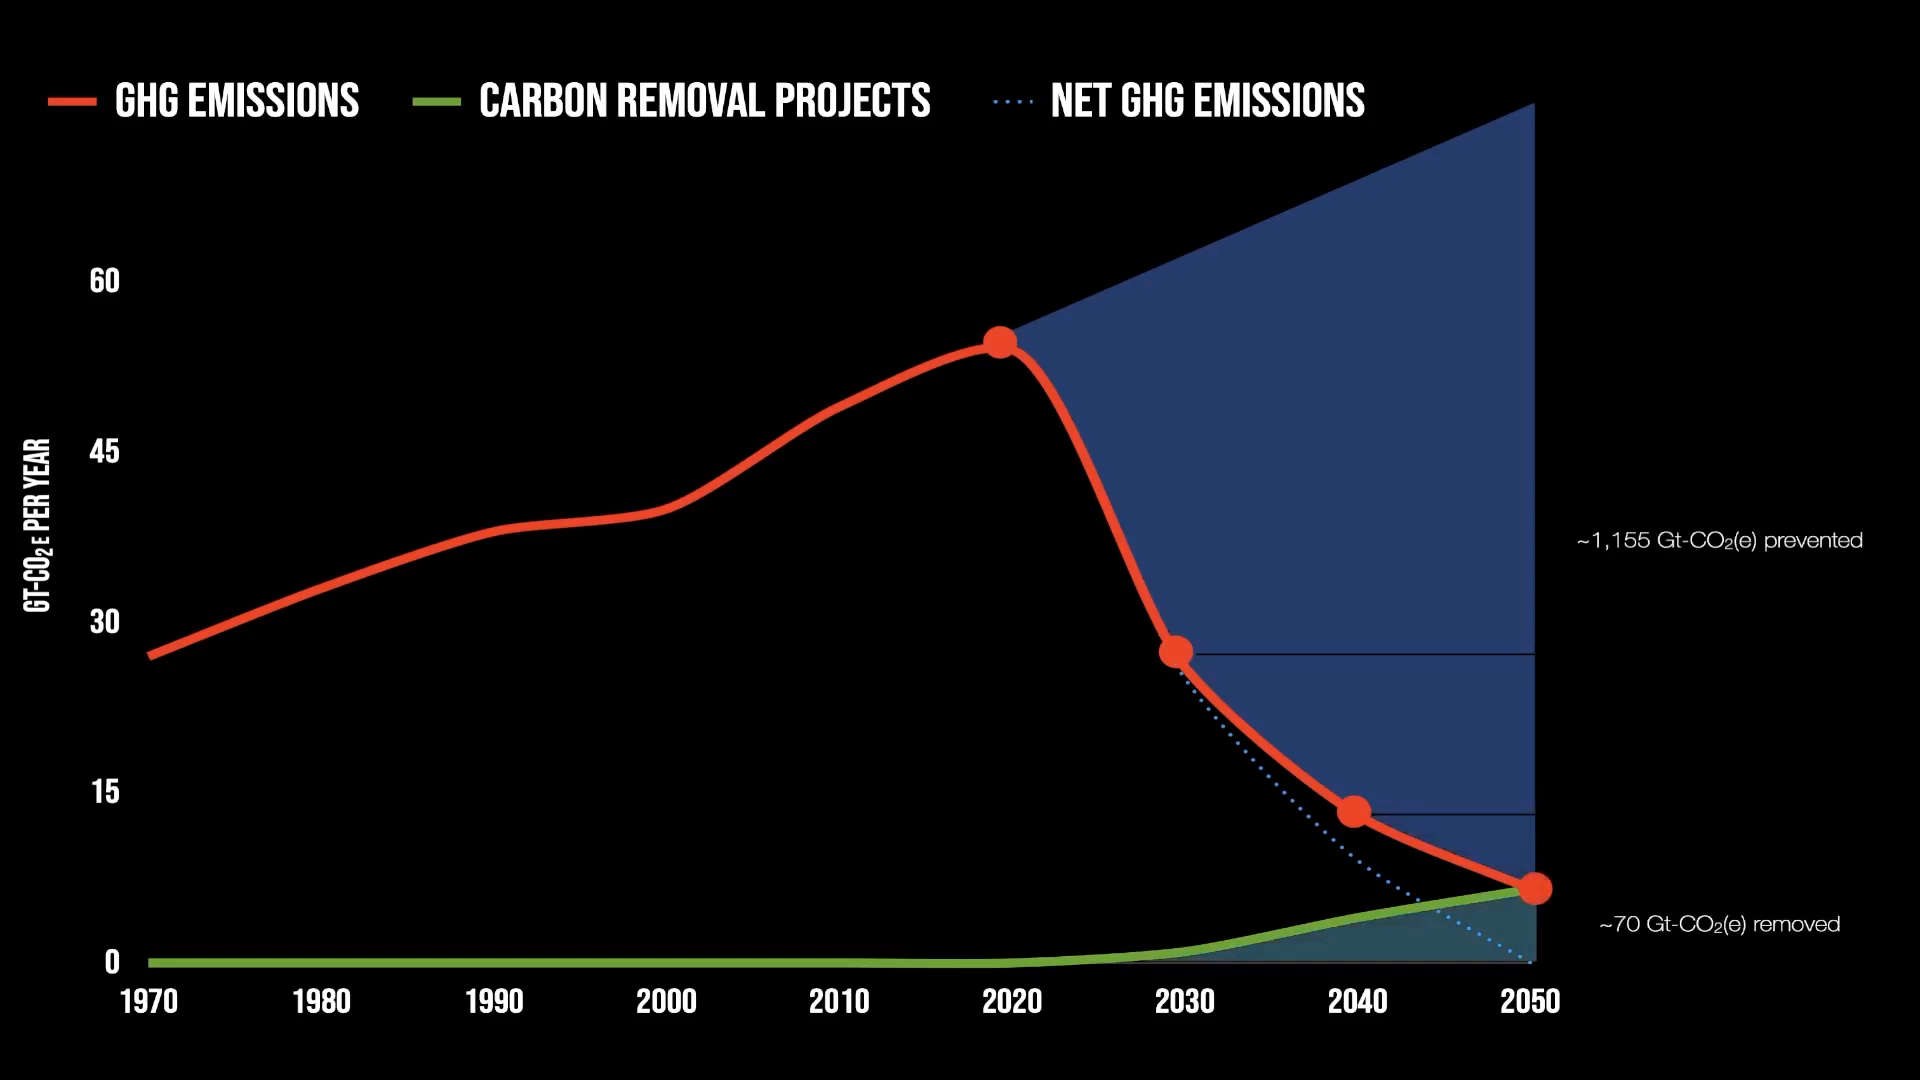 GHG EMISSIONS
CARBON REMOVAL PROJECTS
NET GHG EMISSIONS
GT-CO₂E PER YEAR
60
45
30
15
0
1970
1980
1990
2000
2010
2020
2030
2040
2050
~1,155 Gt-CO₂(e) prevented
~70 Gt-CO₂(e) removed